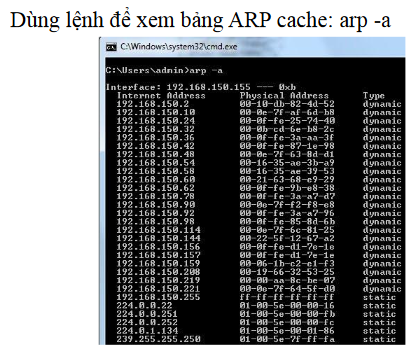 Dùng lệnh để xem bảng ARP cache: arp -a
C:\Windows\system32\cmd.exe
C:\Users\admin>arp -a
Interface: 192.168.150.155 --- 0xb
Internet Address Physical Address Type
192.168.150.2 00-10-db-82-4d-52 dynamic
192.168.150.10 00-0e-7f-af-6d-b8 dynamic
192.168.150.24 00-0f-fe-25-74-40 dynamic
192.168.150.32 00-0b-cd-6e-b8-2c dynamic
192.168.150.36 00-0f-fe-3a-aa-3f dynamic
192.168.150.42 00-0f-fe-87-1e-98 dynamic
192.168.150.48 00-0e-7f-63-8d-d1 dynamic
192.168.150.54 00-16-35-ae-3b-a9 dynamic
192.168.150.58 00-16-35-ae-39-53 dynamic
192.168.150.60 00-21-63-68-e9-29 dynamic
192.168.150.62 00-0f-fe-9b-e8-38 dynamic
192.168.150.78 00-0f-fe-3a-a7-d7 dynamic
192.168.150.90 00-0e-7f-f2-f8-e8 dynamic
192.168.150.92 00-0f-fe-3a-a7-96 dynamic
192.168.150.98 00-0f-fe-85-8d-6b dynamic
192.168.150.114 00-0e-7f-6c-81-25 dynamic
192.168.150.144 00-22-5f-12-67-a2 dynamic
192.168.150.156 00-0f-fe-d1-7o-1e dynamic
192.168.150.157 00-0f-fe-d1-7e-1e dynamic
192.168.150.159 00-06-1b-c2-e1-f3 dynamic
192.168.150.208 00-19-66-32-53-25 dynamic
192.168.150.219 00-00-aa-8c-be-07 dynamic
192.168.150.221 00-0e-7f-64-5f-d0 dynamic
192.168.150.255 ff-ff-ff-ff-ff-ff static
224.0.0.22 01-00-5e-00-00-16 static
224.0.0.251 01-00-5e-00-00-fb static
224.0.0.252 01-00-5e-00-00-fc static
224.0.1.134 01-00-5e-00-01-86 static
239.255.255.250 01-00-5e-7f-ff-fa static